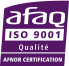 afaq
ISO 9001
Qualité
AFNOR CERTIFICATION